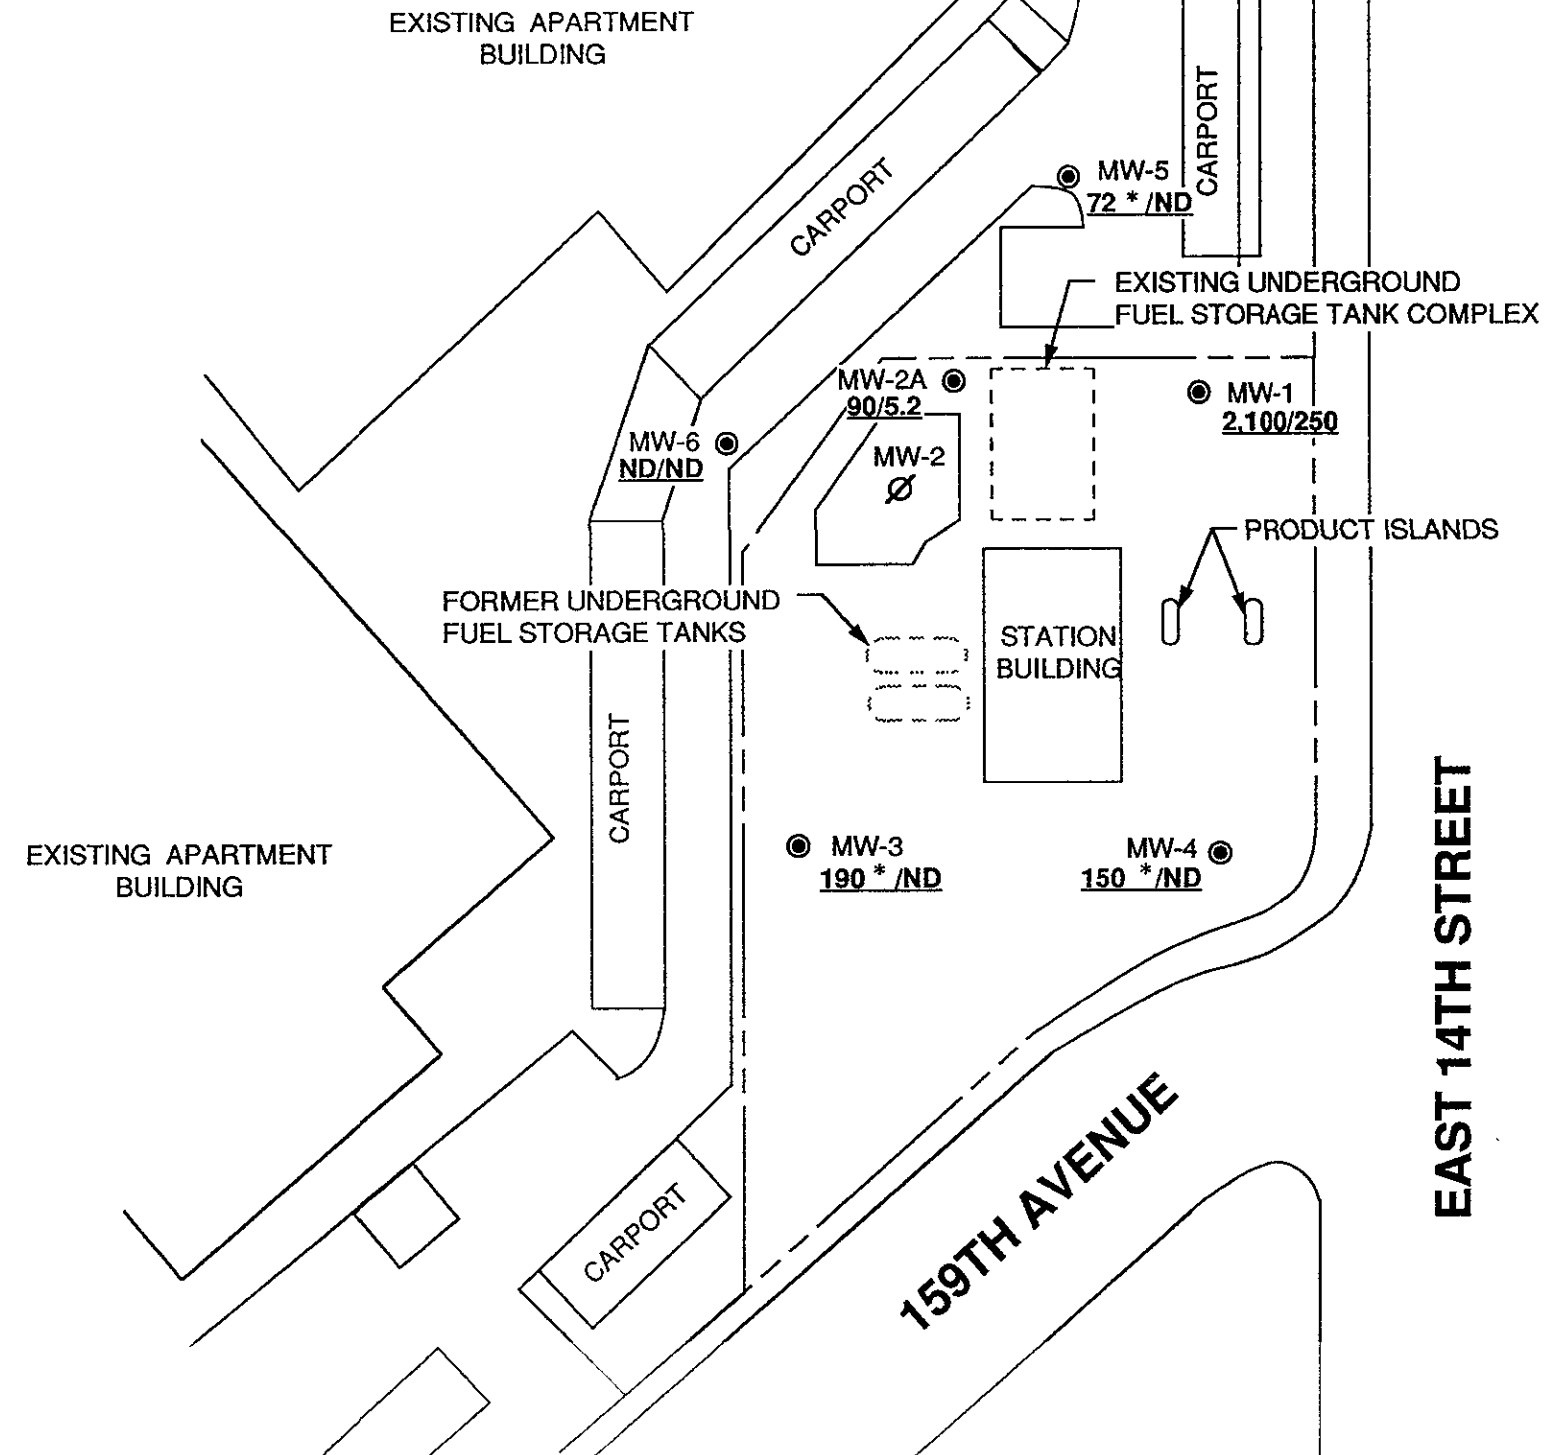 EXISTING APARTMENT
BUILDING
CARPORT
CARPORT
MW-5
72 * /ND
EXISTING UNDERGROUND
FUEL STORAGE TANK COMPLEX
MW-2A
90/5.2
MW-1
2,100/250
MW-6
ND/ND
MW-2
PRODUCT ISLANDS
FORMER UNDERGROUND
FUEL STORAGE TANKS
STATION
BUILDING
CARPORT
EXISTING APARTMENT
BUILDING
MW-3
190 * /ND
MW-4
150 */ND
EAST 14TH STREET
159TH AVENUE
CARPORT